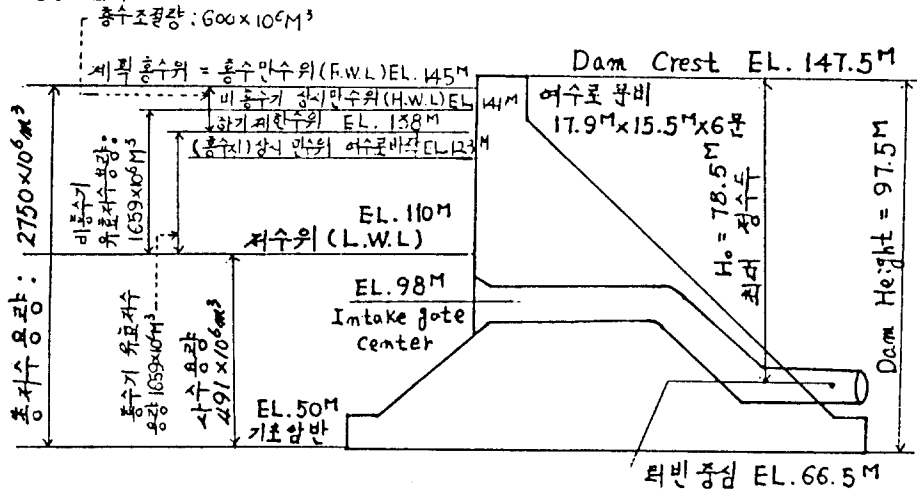 홍수조절량 : 600×10⁶M³
계획 홍수위 = 홍수만수위 (F.W.L) EL. 145M
비홍수기 상시만수위 (H.W.L) EL. 141M
하기제한수위 EL. 138M
(홍수기) 상시 만수위 여수로바닥 EL. 123M
Dam Crest EL. 147.5M
여수로 문비
17.9M×15.5M×6문
총저수용량 : 2750×10⁶m³
비홍수기
유효저수용량 :
1659×10⁶M³
EL. 110M
저수위 (L.W.L)
H₀ = 78.5M
최대 정수두
Dam Height = 97.5M
EL. 98M
Intake gate
center
홍수기 유효저수
용량 1659×10⁶M³
사수용량
491×10⁶m³
EL. 50M
기초암반
터빈 중심 EL. 66.5M